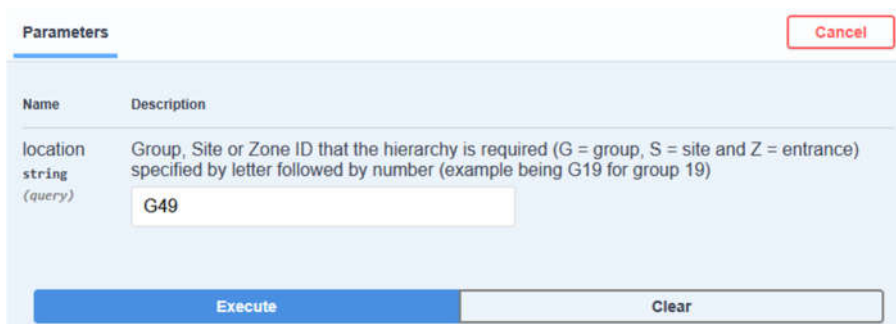 Parameters
Cancel
Name Description
location
string
(query)
Group, Site or Zone ID that the hierarchy is required (G = group, S = site and Z = entrance)
specified by letter followed by number (example being G19 for group 19)
G49
Execute
Clear